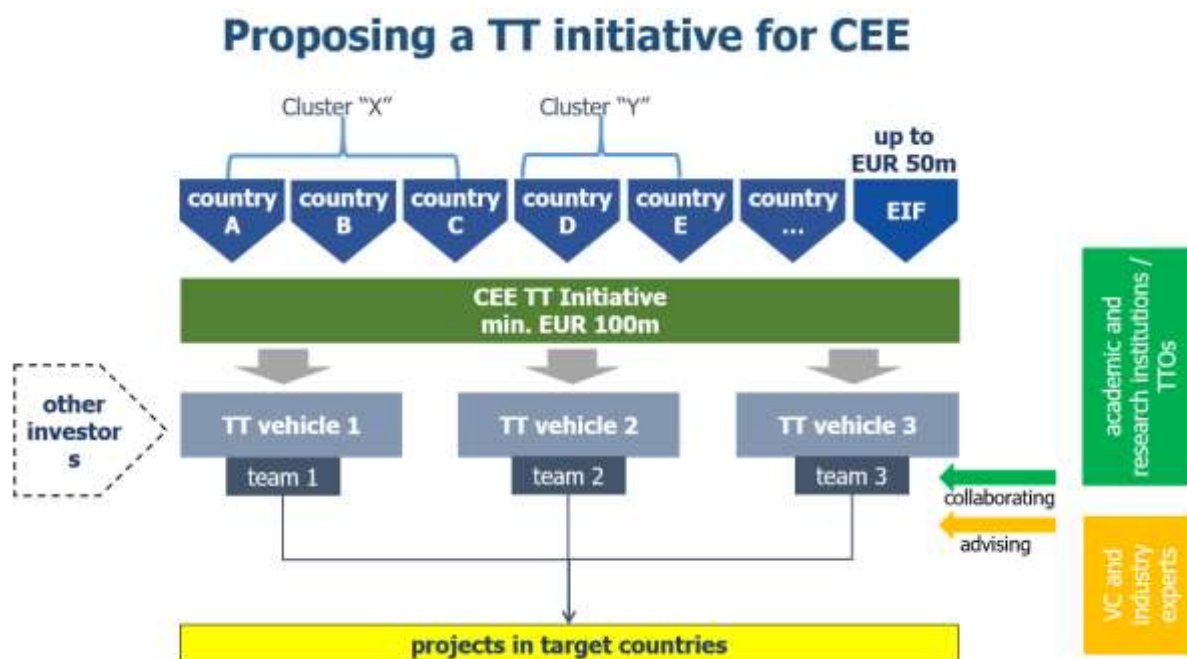 Proposing a TT initiative for CEE
Cluster “X”
Cluster “Y”
up to
EUR 50m
country
A
country
B
country
C
country
D
country
E
country
...
EIF
CEE TT Initiative
min. EUR 100m
other
investor
s
TT vehicle 1
TT vehicle 2
TT vehicle 3
team 1
team 2
team 3
collaborating
advising
academic and
research institutions /
TTOs
VC and
industry
experts
projects in target countries